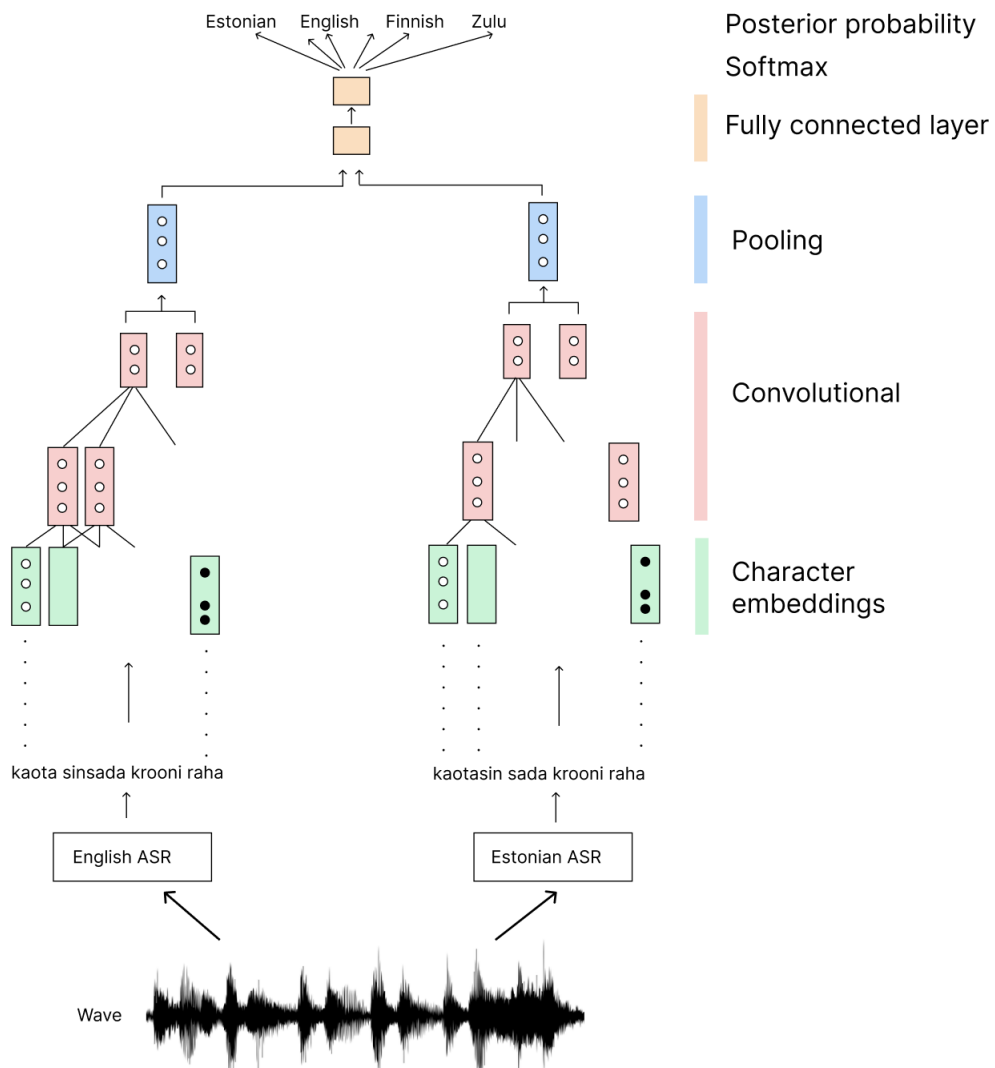 Estonian English Finnish Zulu
Posterior probability
Softmax
Fully connected layer
Pooling
Convolutional
Character
embeddings
kaota sinsada krooni raha
kaotasin sada krooni raha
English ASR
Estonian ASR
Wave